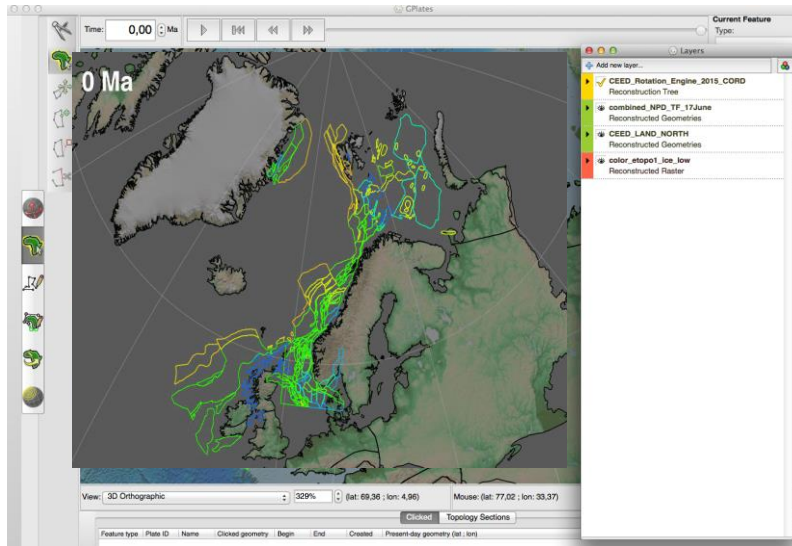 GPlates
Time: 0,00 Ma
Current Feature
Type:
0 Ma
Layers
Add new layer...
CEED_Rotation_Engine_2015_CORD
Reconstruction Tree
combined_NPD_TF_17June
Reconstructed Geometries
CEED_LAND_NORTH
Reconstructed Geometries
color_etopo1_ice_low
Reconstructed Raster
View: 3D Orthographic 329% (lat: 69,36 ; lon: 4,96) Mouse: (lat: 77,02 ; lon: 33,37)
Clicked Topology Sections
Feature type Plate ID Name Clicked geometry Begin End Created Present-day geometry (lat ; lon)